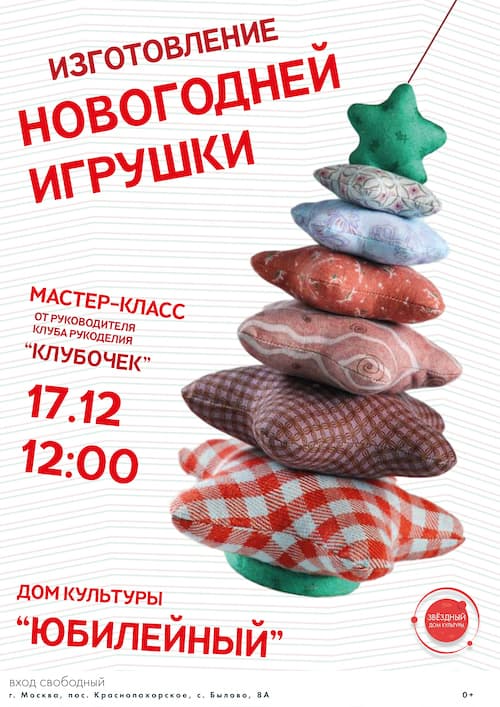 ИЗГОТОВЛЕНИЕ
НОВОГОДНЕЙ
ИГРУШКИ
МАСТЕР-КЛАСС
ОТ РУКОВОДИТЕЛЯ
КЛУБА РУКОДЕЛИЯ
“КЛУБОЧЕК”
17.12
12:00
ДОМ КУЛЬТУРЫ
“ЮБИЛЕЙНЫЙ”
ЗВЁЗДНЫЙ
ДОМ КУЛЬТУРЫ
ВХОД СВОБОДНЫЙ
г. Москва, пос. Краснопахорское, с. Былово, 8А
0+